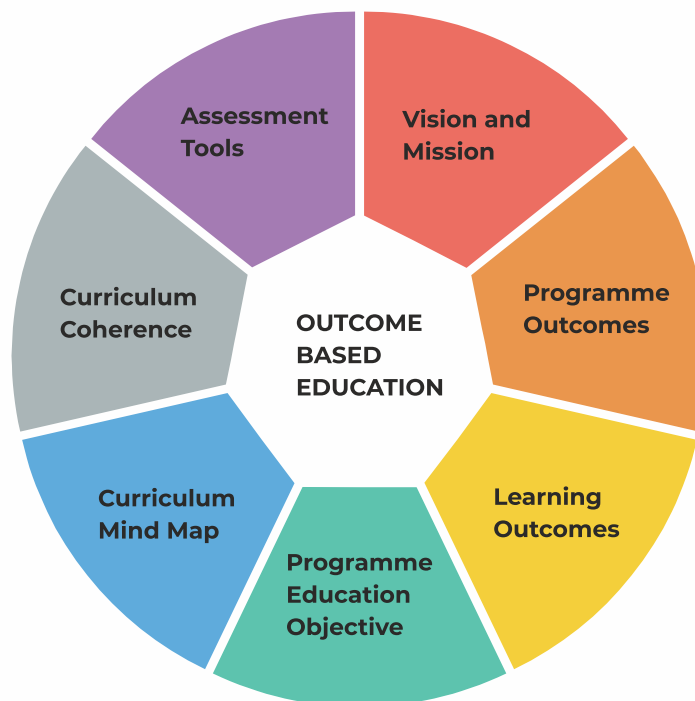 Assessment
Tools
Vision and
Mission
Programme
Outcomes
Learning
Outcomes
Programme
Education
Objective
Curriculum
Mind Map
Curriculum
Coherence
OUTCOME
BASED
EDUCATION